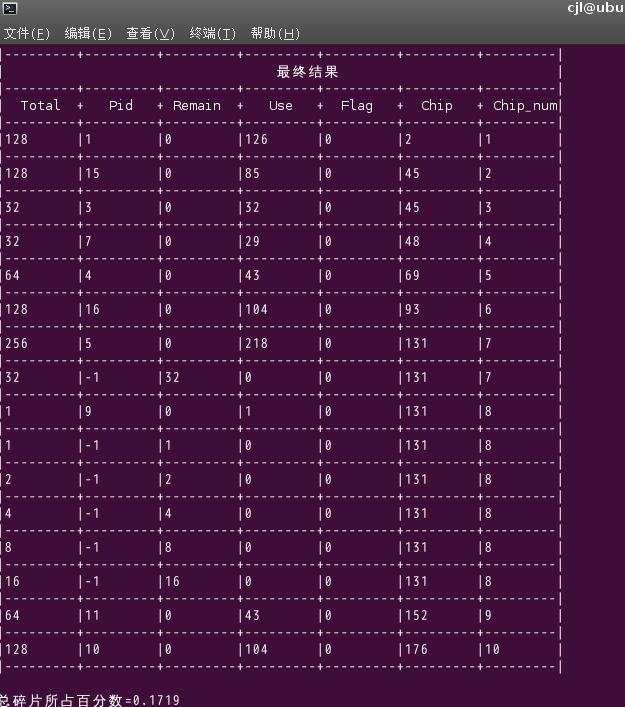 cjl@ubu
文件(F) 编辑(E) 查看(V) 终端(T) 帮助(H)
|---------+---------+---------+---------+---------+---------+---------|
| 最终结果 |
|---------+---------+---------+---------+---------+---------+---------|
| Total + Pid + Remain + Use + Flag + Chip + Chip_num|
|---------+---------+---------+---------+---------+---------+---------|
|128 |1 |0 |126 |0 |2 |1 |
|---------+---------+---------+---------+---------+---------+---------|
|128 |15 |0 |85 |0 |45 |2 |
|---------+---------+---------+---------+---------+---------+---------|
|32 |3 |0 |32 |0 |45 |3 |
|---------+---------+---------+---------+---------+---------+---------|
|32 |7 |0 |29 |0 |48 |4 |
|---------+---------+---------+---------+---------+---------+---------|
|64 |4 |0 |43 |0 |69 |5 |
|---------+---------+---------+---------+---------+---------+---------|
|128 |16 |0 |104 |0 |93 |6 |
|---------+---------+---------+---------+---------+---------+---------|
|256 |5 |0 |218 |0 |131 |7 |
|---------+---------+---------+---------+---------+---------+---------|
|32 |-1 |32 |0 |0 |131 |7 |
|---------+---------+---------+---------+---------+---------+---------|
|1 |9 |0 |1 |0 |131 |8 |
|---------+---------+---------+---------+---------+---------+---------|
|1 |-1 |1 |0 |0 |131 |8 |
|---------+---------+---------+---------+---------+---------+---------|
|2 |-1 |2 |0 |0 |131 |8 |
|---------+---------+---------+---------+---------+---------+---------|
|4 |-1 |4 |0 |0 |131 |8 |
|---------+---------+---------+---------+---------+---------+---------|
|8 |-1 |8 |0 |0 |131 |8 |
|---------+---------+---------+---------+---------+---------+---------|
|16 |-1 |16 |0 |0 |131 |8 |
|---------+---------+---------+---------+---------+---------+---------|
|64 |11 |0 |43 |0 |152 |9 |
|---------+---------+---------+---------+---------+---------+---------|
|128 |10 |0 |104 |0 |176 |10 |
|---------+---------+---------+---------+---------+---------+---------|
总碎片所占百分数=0.1719